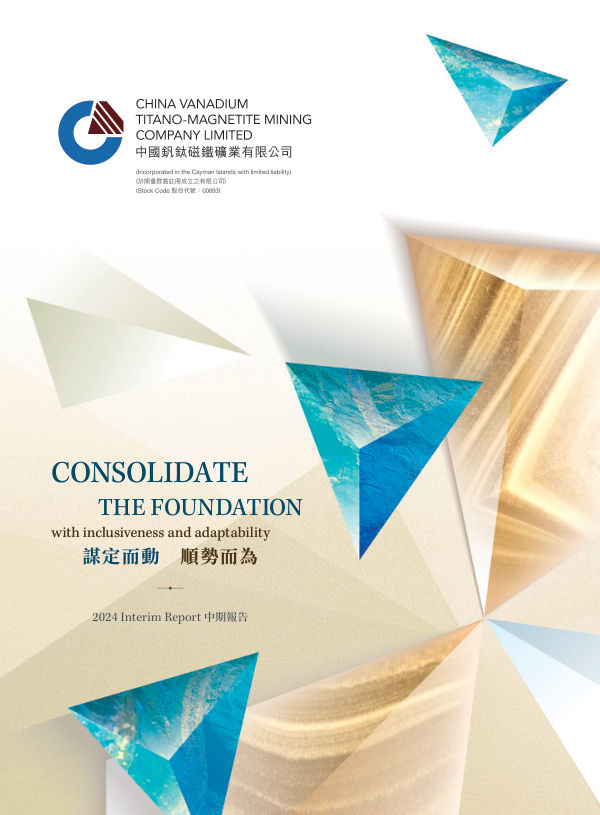 CHINA VANADIUM
TITANO-MAGNETITE MINING
COMPANY LIMITED
中國釩鈦磁鐵礦業有限公司
(Incorporated in the Cayman Islands with limited liability)
(於開曼群島註冊成立之有限公司)
(Stock Code 股份代號：00893)
CONSOLIDATE
THE FOUNDATION
with inclusiveness and adaptability
謀定而動 順勢而為
2024 Interim Report 中期報告